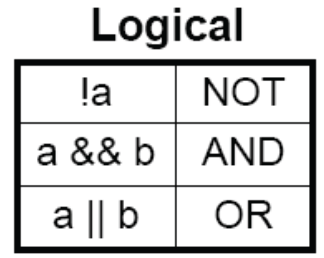 Logical
!a NOT
a && b AND
a || b OR